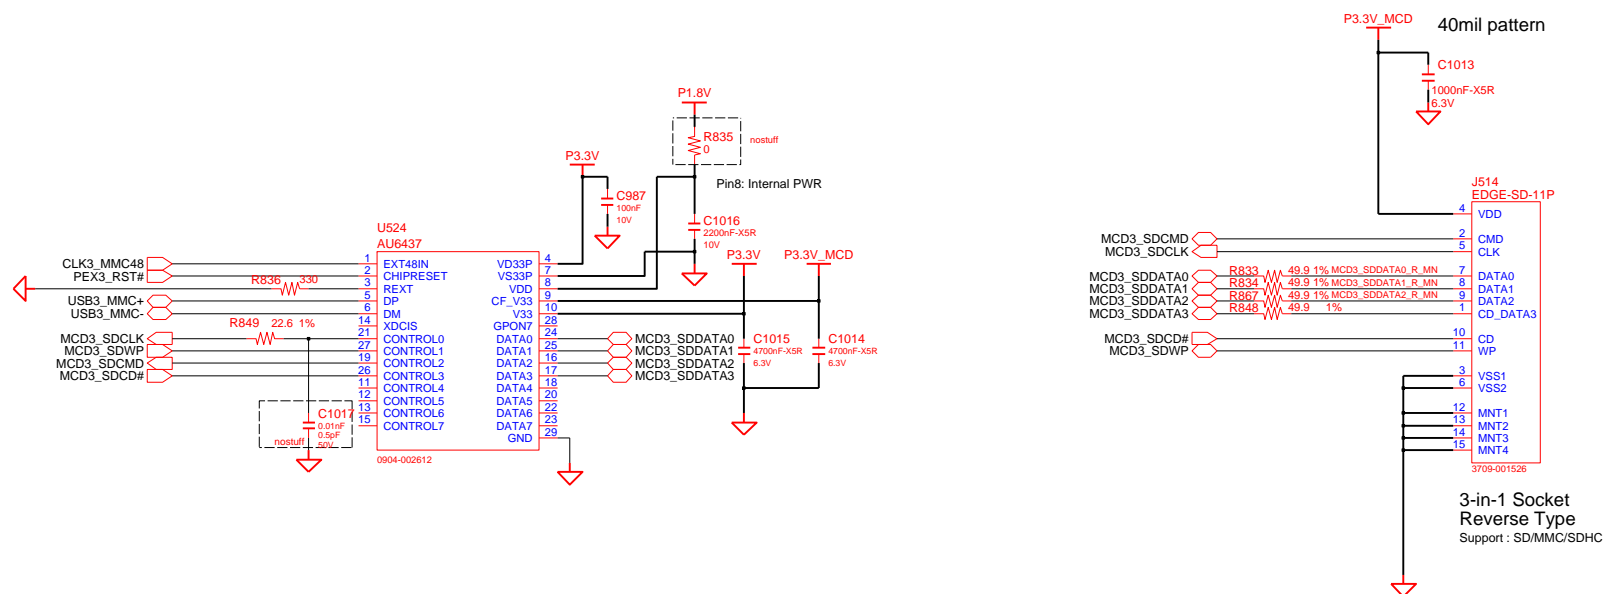 P3.3V_MCD
40mil pattern
C1013
1000nF-X5R
6.3V
P1.8V
R835
0
nostuff
P3.3V
Pin8: Internal PWR
C987
100nF
10V
C1016
2200nF-X5R
10V
U524
AU6437
P3.3V
P3.3V_MCD
CLK3_MMC48
1
EXT48IN
VD33P
4
PEX3_RST#
2
CHIPRESET
VS33P
7
R836
330
3
REXT
VDD
8
USB3_MMC+
5
DP
CF_V33
9
USB3_MMC-
6
DM
V33
10
R849
22.6
1%
14
XDCIS
GPON7
28
MCD3_SDCLK
21
CONTROL0
DATA0
24
MCD3_SDDATA0
MCD3_SDWP
27
CONTROL1
DATA1
25
MCD3_SDDATA1
MCD3_SDCMD
19
CONTROL2
DATA2
16
MCD3_SDDATA2
MCD3_SDCD#
26
CONTROL3
DATA3
17
MCD3_SDDATA3
11
CONTROL4
DATA4
18
12
CONTROL5
DATA5
20
13
CONTROL6
DATA6
22
15
CONTROL7
DATA7
23
GND
29
0904-002612
C1017
0.01nF
0.5pF
50V
nostuff
C1015
4700nF-X5R
6.3V
C1014
4700nF-X5R
6.3V
J514
EDGE-SD-11P
4
VDD
MCD3_SDCMD
2
CMD
MCD3_SDCLK
5
CLK
MCD3_SDDATA0
R833
49.9 1%
MCD3_SDDATA0_R_MN
7
DATA0
MCD3_SDDATA1
R834
49.9 1%
MCD3_SDDATA1_R_MN
8
DATA1
MCD3_SDDATA2
R867
49.9 1%
MCD3_SDDATA2_R_MN
9
DATA2
MCD3_SDDATA3
R848
49.9
1%
1
CD_DATA3
MCD3_SDCD#
10
CD
MCD3_SDWP
11
WP
3
VSS1
6
VSS2
12
MNT1
13
MNT2
14
MNT3
15
MNT4
3709-001526
3-in-1 Socket
Reverse Type
Support : SD/MMC/SDHC